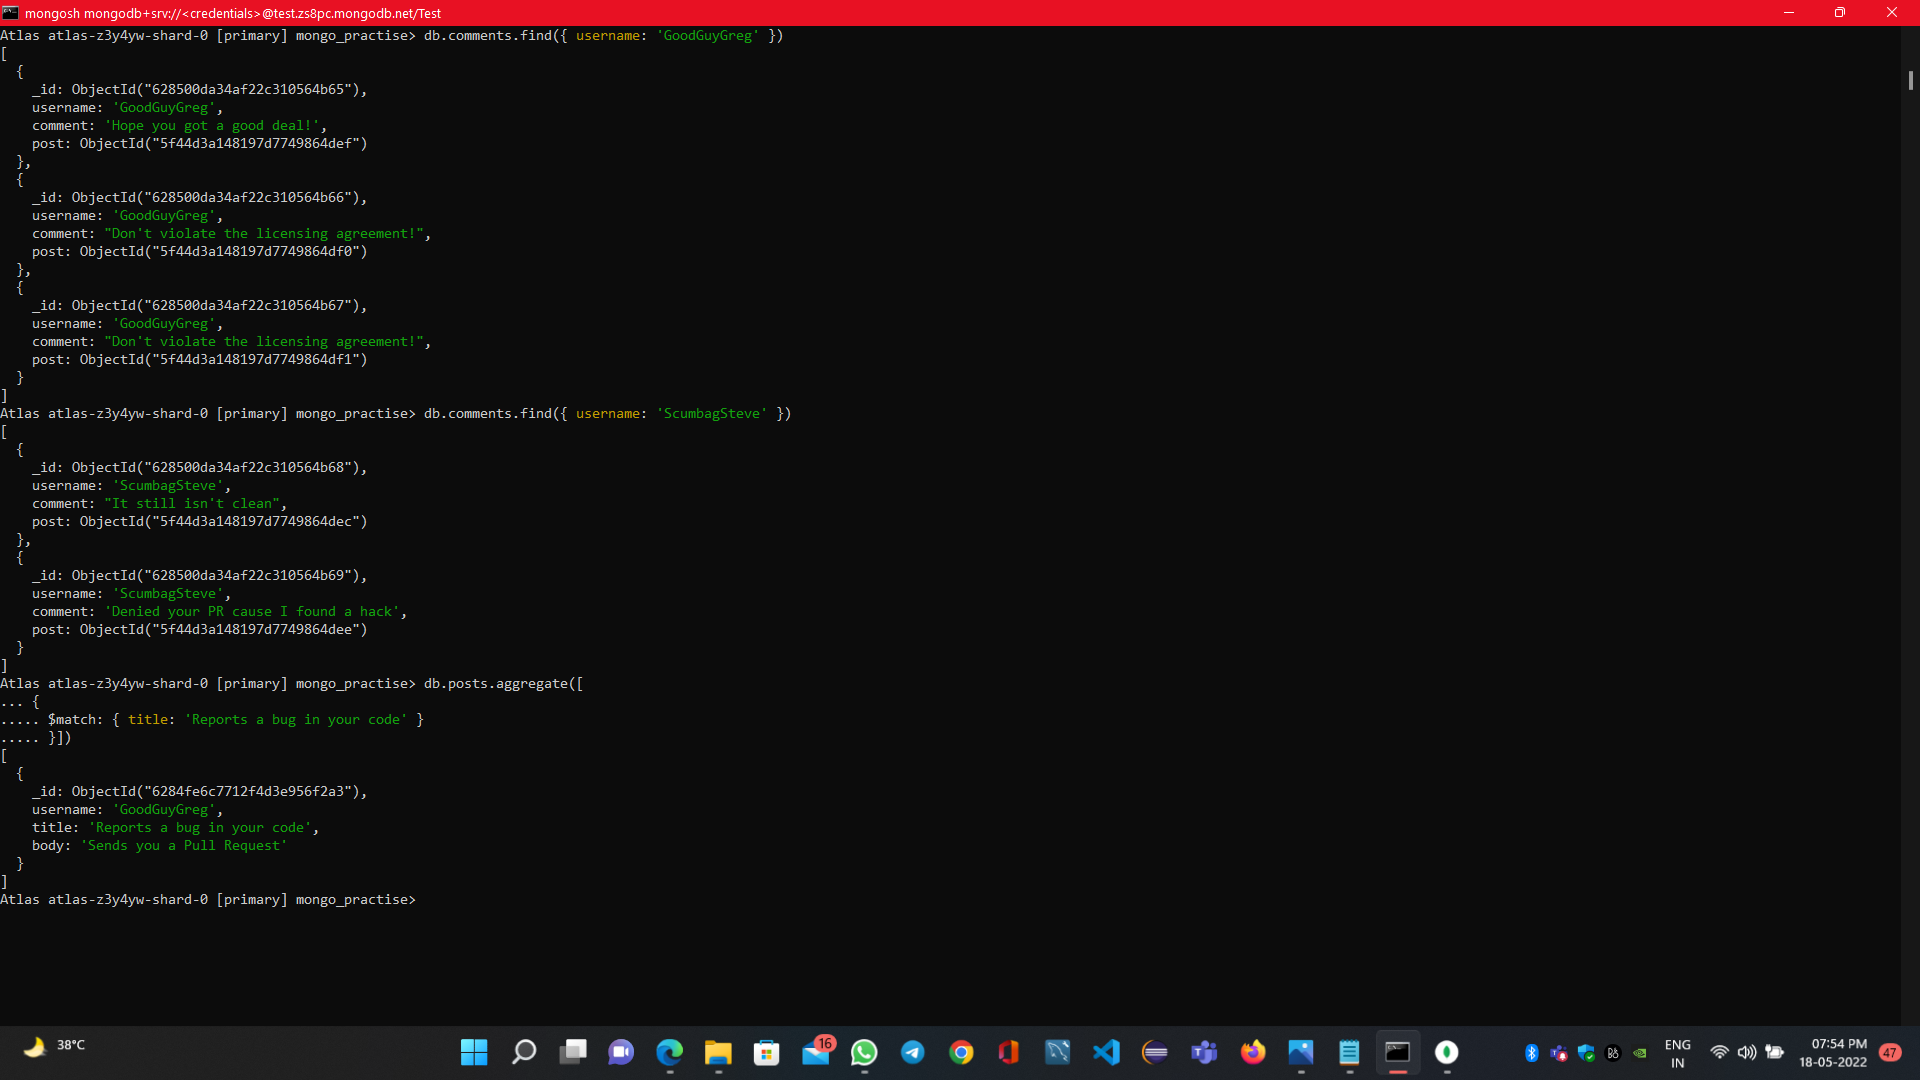 mongosh mongodb+srv://<credentials>@test.zs8pc.mongodb.net/Test
Atlas atlas-z3y4yw-shard-0 [primary] mongo_practise> db.comments.find({ username: 'GoodGuyGreg' })
[
  {
    _id: ObjectId("628500da34af22c310564b65"),
    username: 'GoodGuyGreg',
    comment: 'Hope you got a good deal!',
    post: ObjectId("5f44d3a148197d7749864def")
  },
  {
    _id: ObjectId("628500da34af22c310564b66"),
    username: 'GoodGuyGreg',
    comment: "Don't violate the licensing agreement!",
    post: ObjectId("5f44d3a148197d7749864df0")
  },
  {
    _id: ObjectId("628500da34af22c310564b67"),
    username: 'GoodGuyGreg',
    comment: "Don't violate the licensing agreement!",
    post: ObjectId("5f44d3a148197d7749864df1")
  }
]
Atlas atlas-z3y4yw-shard-0 [primary] mongo_practise> db.comments.find({ username: 'ScumbagSteve' })
[
  {
    _id: ObjectId("628500da34af22c310564b68"),
    username: 'ScumbagSteve',
    comment: "It still isn't clean",
    post: ObjectId("5f44d3a148197d7749864dec")
  },
  {
    _id: ObjectId("628500da34af22c310564b69"),
    username: 'ScumbagSteve',
    comment: 'Denied your PR cause I found a hack',
    post: ObjectId("5f44d3a148197d7749864dee")
  }
]
Atlas atlas-z3y4yw-shard-0 [primary] mongo_practise> db.posts.aggregate([
... {
..... $match: { title: 'Reports a bug in your code' }
..... }])
[
  {
    _id: ObjectId("6284fe6c7712f4d3e956f2a3"),
    username: 'GoodGuyGreg',
    title: 'Reports a bug in your code',
    body: 'Sends you a Pull Request'
  }
]
Atlas atlas-z3y4yw-shard-0 [primary] mongo_practise>
38°C
16
ENG
IN
07:54 PM
18-05-2022
47